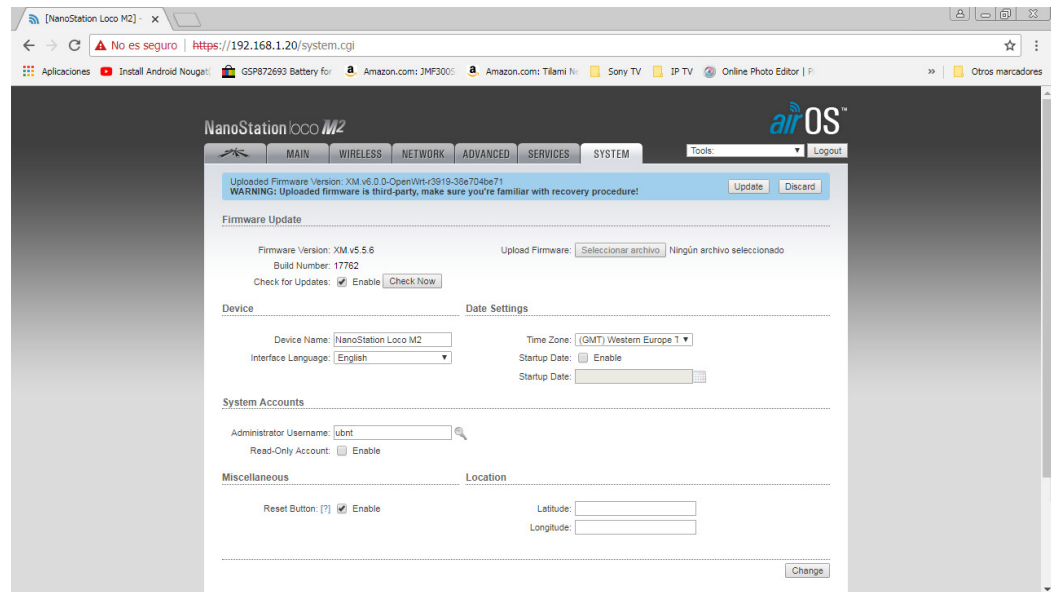 [NanoStation Loco M2] -
No es seguro | https://192.168.1.20/system.cgi
Aplicaciones Install Android Nougat GSP872693 Battery for Amazon.com: JMF300S Amazon.com: Tilami Ne Sony TV IP TV Online Photo Editor | Pi » Otros marcadores
NanoStation loco M2 airOS™
MAIN WIRELESS NETWORK ADVANCED SERVICES SYSTEM Tools: Logout
Uploaded Firmware Version: XM.v6.0.0-OpenWrt-r3919-38e704be71
WARNING: Uploaded firmware is third-party, make sure you're familiar with recovery procedure! Update Discard
Firmware Update
Firmware Version: XM.v5.5.6 Upload Firmware: Seleccionar archivo Ningún archivo seleccionado
Build Number: 17762
Check for Updates: Enable Check Now
Device Date Settings
Device Name: NanoStation Loco M2 Time Zone: (GMT) Western Europe T
Interface Language: English Startup Date: Enable
Startup Date:
System Accounts
Administrator Username: ubnt
Read-Only Account: Enable
Miscellaneous Location
Reset Button: [?] Enable Latitude:
Longitude:
Change